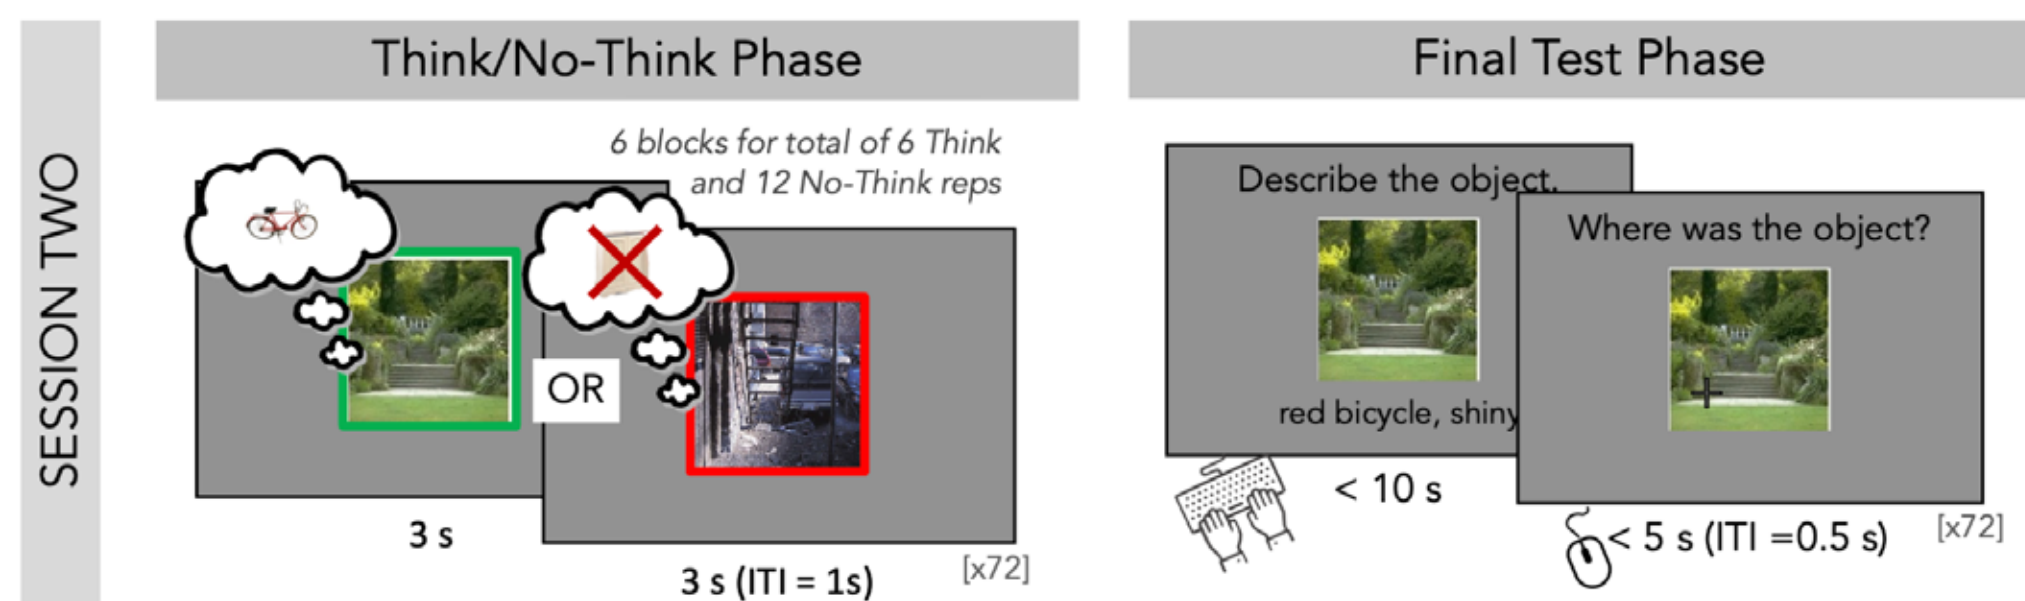 SESSION TWO
Think/No-Think Phase
6 blocks for total of 6 Think
and 12 No-Think reps
OR
3 s
3 s (ITI = 1s)
[x72]
Final Test Phase
Describe the object.
red bicycle, shiny
< 10 s
Where was the object?
< 5 s (ITI =0.5 s)
[x72]